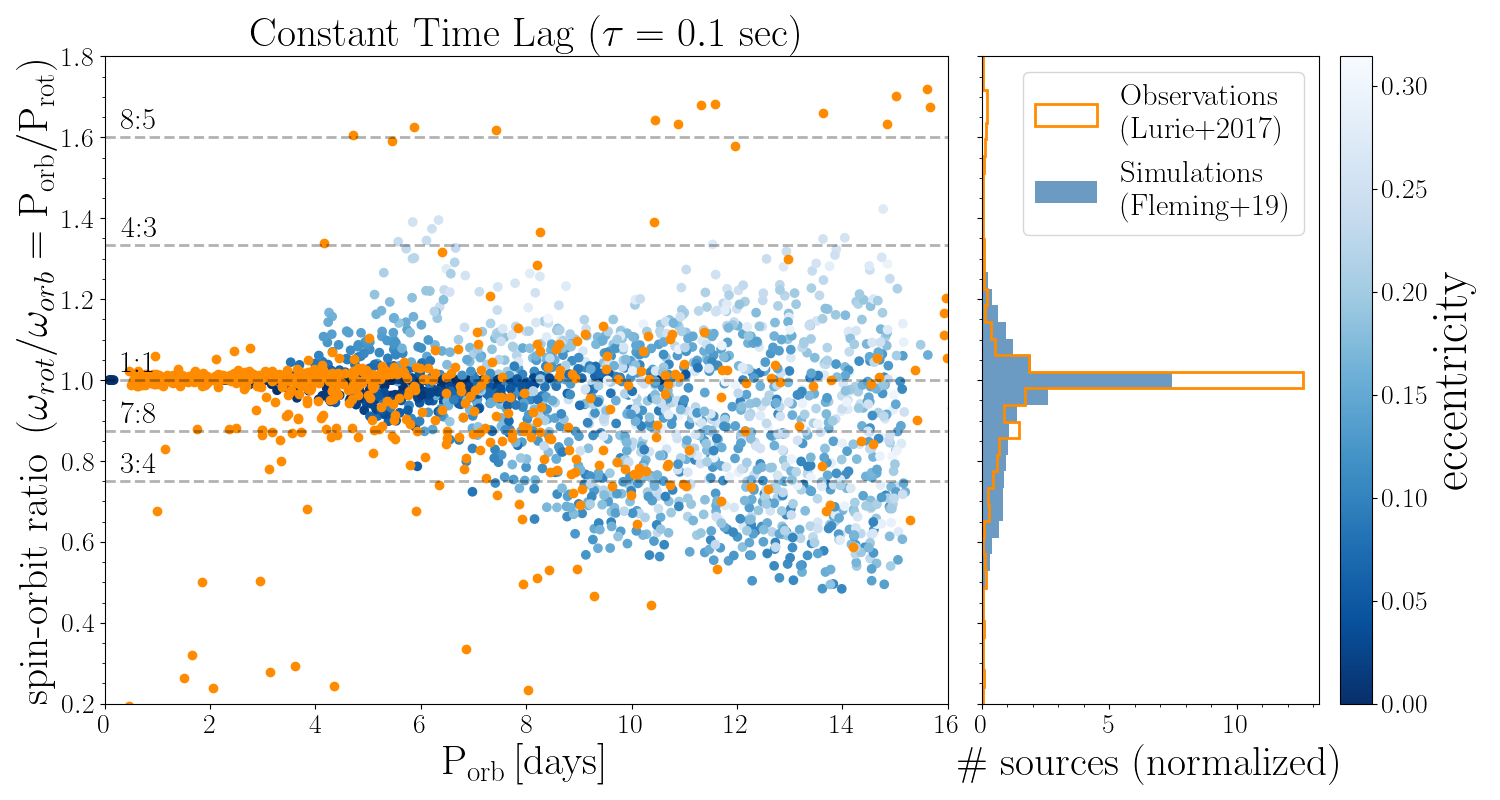 Constant Time Lag (τ = 0.1 sec)
spin-orbit ratio (ω_rot/ω_orb = P_orb/P_rot)
1.8
1.6
1.4
1.2
1.0
0.8
0.6
0.4
0.2
8:5
4:3
1:1
7:8
3:4
0 2 4 6 8 10 12 14 16
P_orb [days]
Observations
(Lurie+2017)
Simulations
(Fleming+19)
0 5 10
# sources (normalized)
0.30
0.25
0.20
0.15
0.10
0.05
0.00
eccentricity